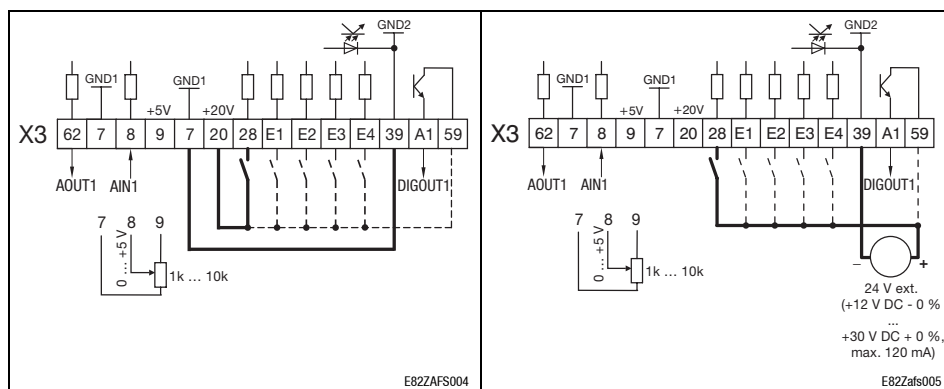 GND2
GND1 GND1
+5V +20V
X3 62 7 8 9 7 20 28 E1 E2 E3 E4 39 A1 59
AOUT1 AIN1 DIGOUT1
7 8 9
0 ... +5 V
1k ... 10k
E82ZAFS004
GND2
GND1 GND1
+5V +20V
X3 62 7 8 9 7 20 28 E1 E2 E3 E4 39 A1 59
AOUT1 AIN1 DIGOUT1
7 8 9
0 ... +5 V
1k ... 10k
– +
24 V ext.
(+12 V DC - 0 %
...
+30 V DC + 0 %,
max. 120 mA)
E82Zafs005